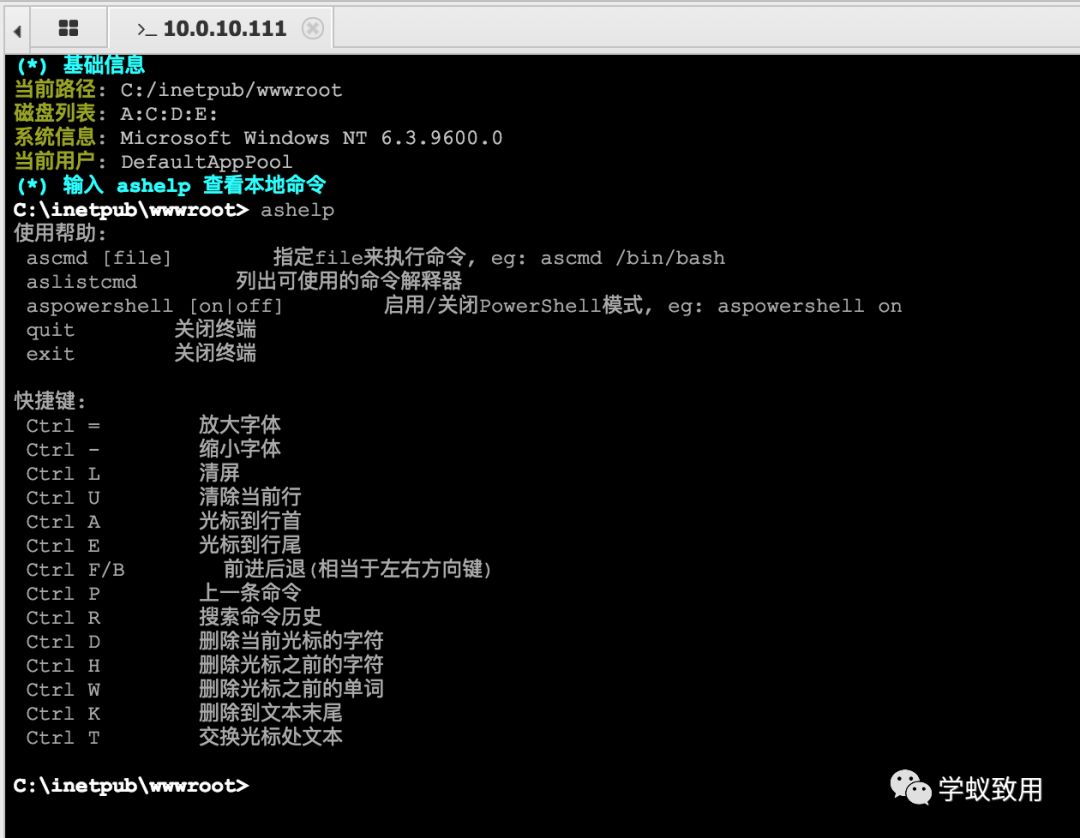 >_ 10.0.10.111
(*) 基础信息
当前路径: C:/inetpub/wwwroot
磁盘列表: A:C:D:E:
系统信息: Microsoft Windows NT 6.3.9600.0
当前用户: DefaultAppPool
(*) 输入 ashelp 查看本地命令
C:\inetpub\wwwroot> ashelp
使用帮助:
ascmd [file] 指定file来执行命令, eg: ascmd /bin/bash
aslistcmd 列出可使用的命令解释器
aspowershell [on|off] 启用/关闭PowerShell模式, eg: aspowershell on
quit 关闭终端
exit 关闭终端
快捷键:
Ctrl = 放大字体
Ctrl - 缩小字体
Ctrl L 清屏
Ctrl U 清除当前行
Ctrl A 光标到行首
Ctrl E 光标到行尾
Ctrl F/B 前进后退(相当于左右方向键)
Ctrl P 上一条命令
Ctrl R 搜索命令历史
Ctrl D 删除当前光标的字符
Ctrl H 删除光标之前的字符
Ctrl W 删除光标之前的单词
Ctrl K 删除到文本末尾
Ctrl T 交换光标处文本
C:\inetpub\wwwroot>
学蚁致用